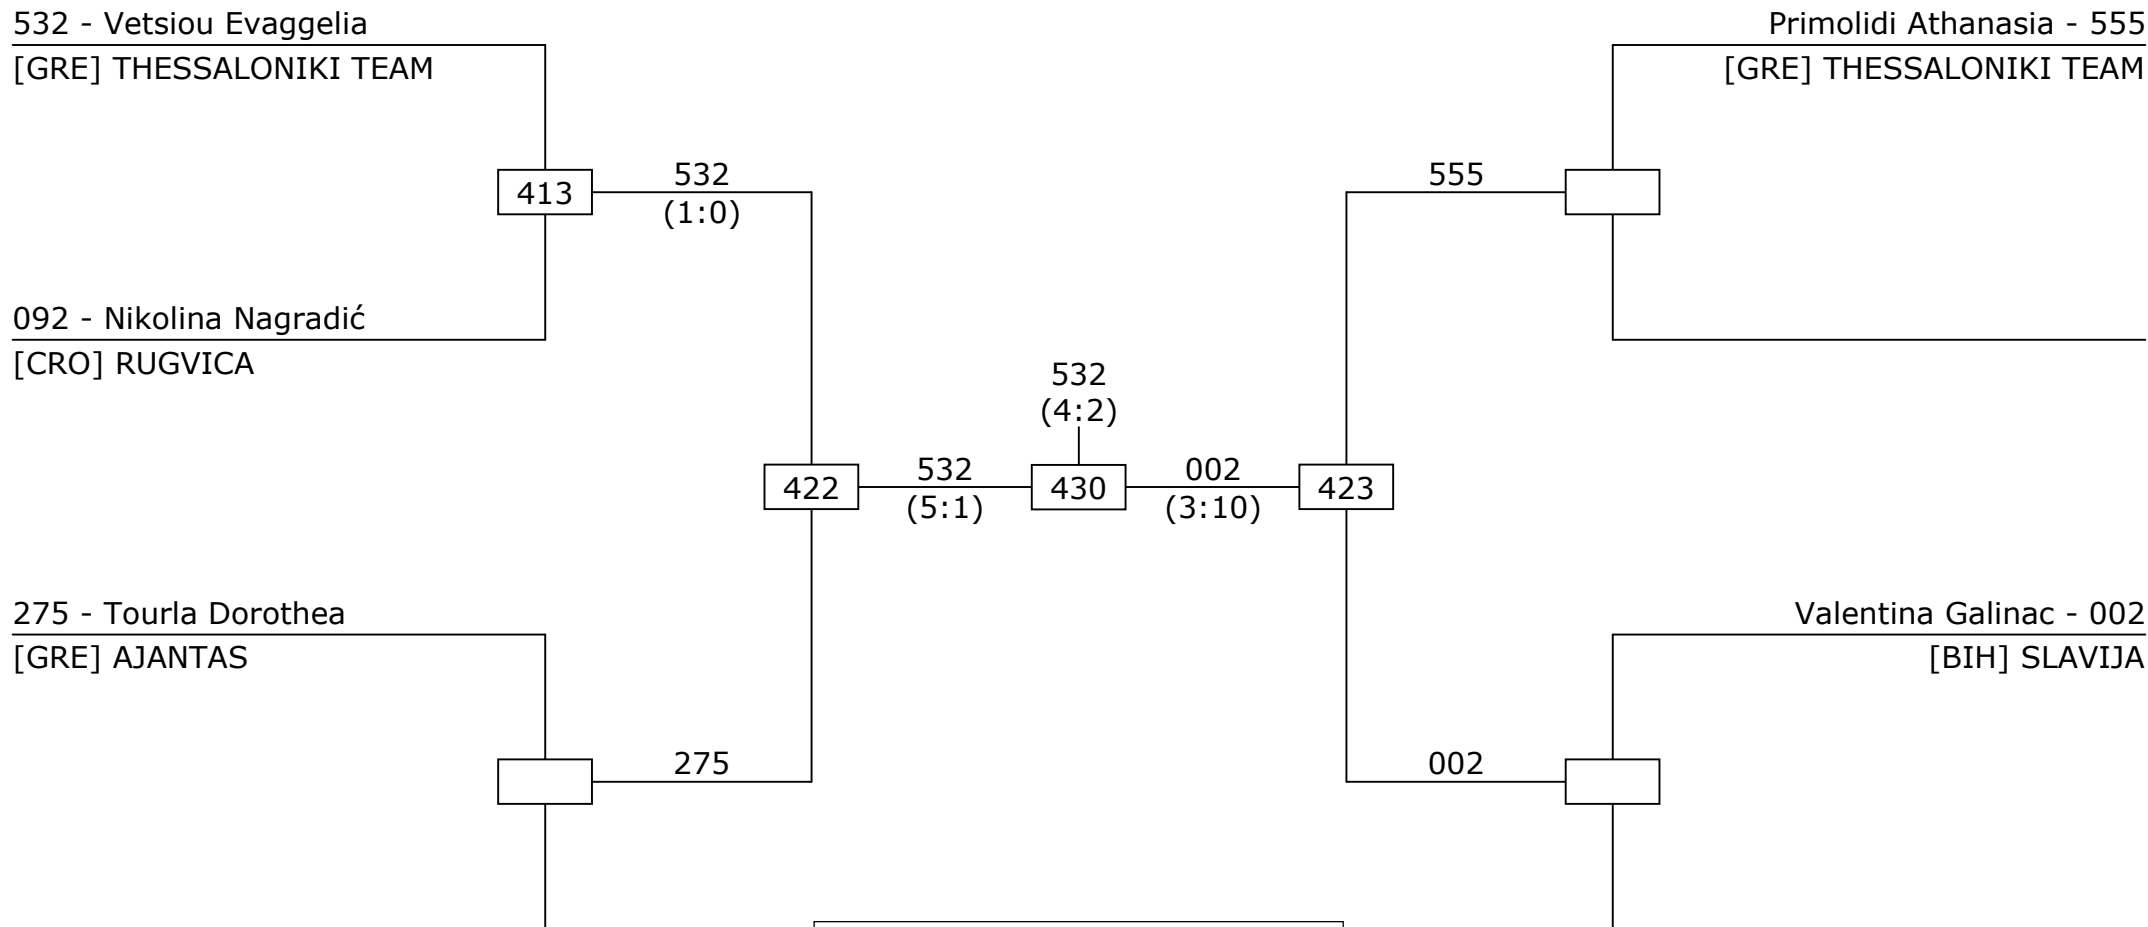 532 - Vetsiou Evaggelia
[GRE] THESSALONIKI TEAM
Primolidi Athanasia - 555
[GRE] THESSALONIKI TEAM
413
532
(1:0)
555
092 - Nikolina Nagradić
[CRO] RUGVICA
532
(4:2)
422
532
(5:1)
430
002
(3:10)
423
275 - Tourla Dorothea
[GRE] AJANTAS
Valentina Galinac - 002
[BIH] SLAVIJA
275
002